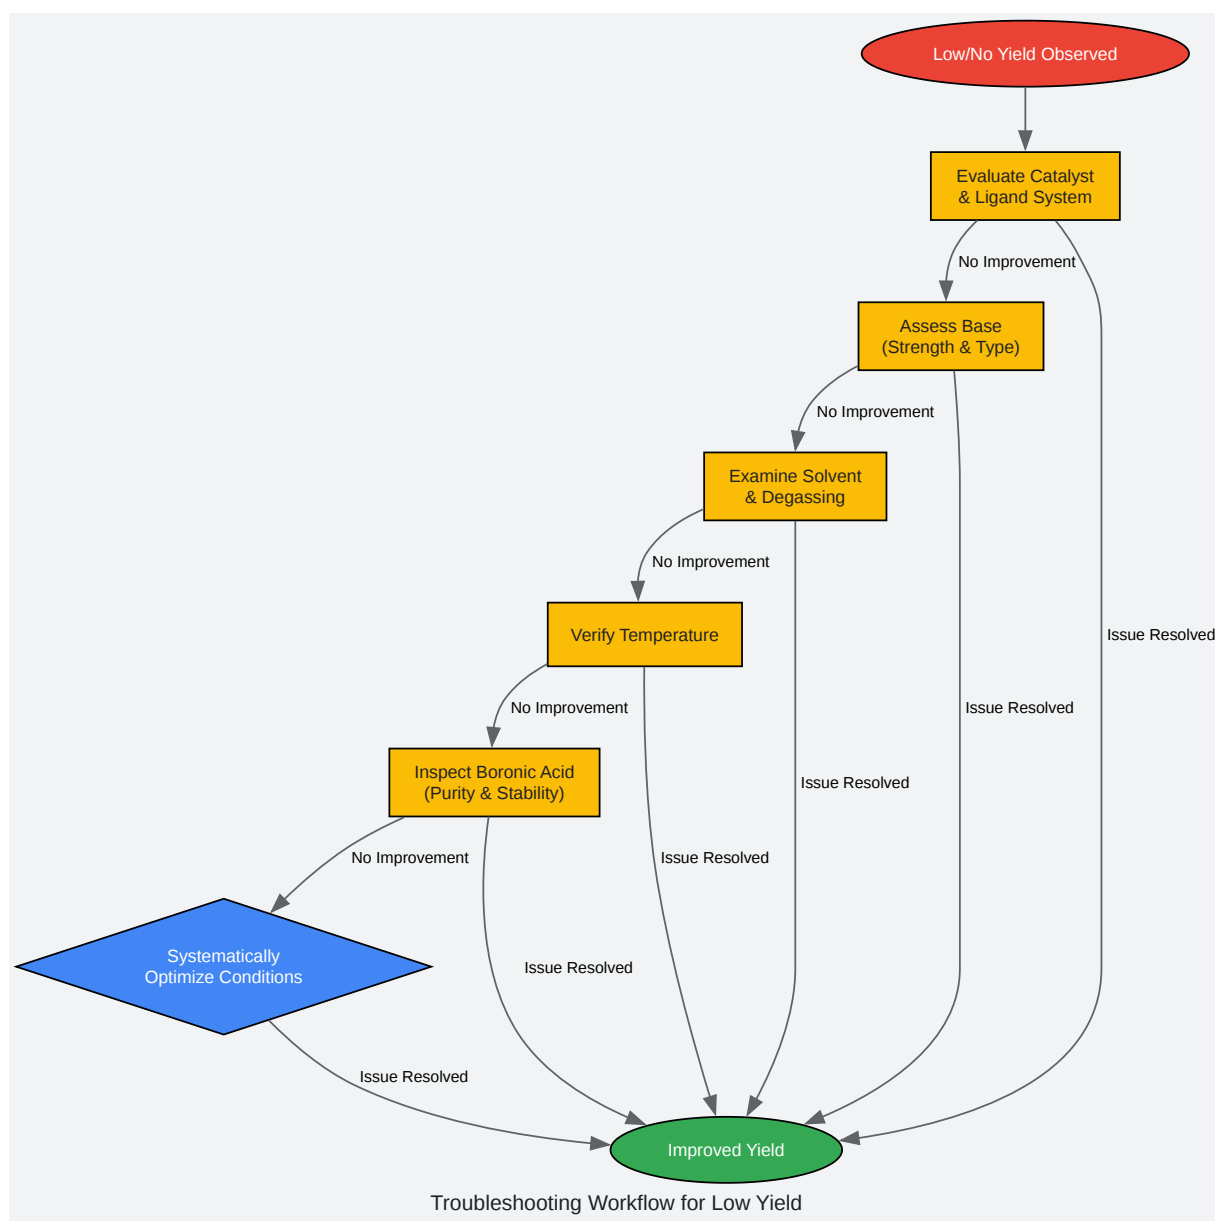 Low/No Yield Observed
Evaluate Catalyst
& Ligand System
No Improvement
Assess Base
(Strength & Type)
No Improvement
Examine Solvent
& Degassing
No Improvement
Verify Temperature
Issue Resolved
No Improvement
Issue Resolved
Inspect Boronic Acid
(Purity & Stability)
Issue Resolved
No Improvement
Issue Resolved
Systematically
Optimize Conditions
Issue Resolved
Issue Resolved
Improved Yield
Troubleshooting Workflow for Low Yield